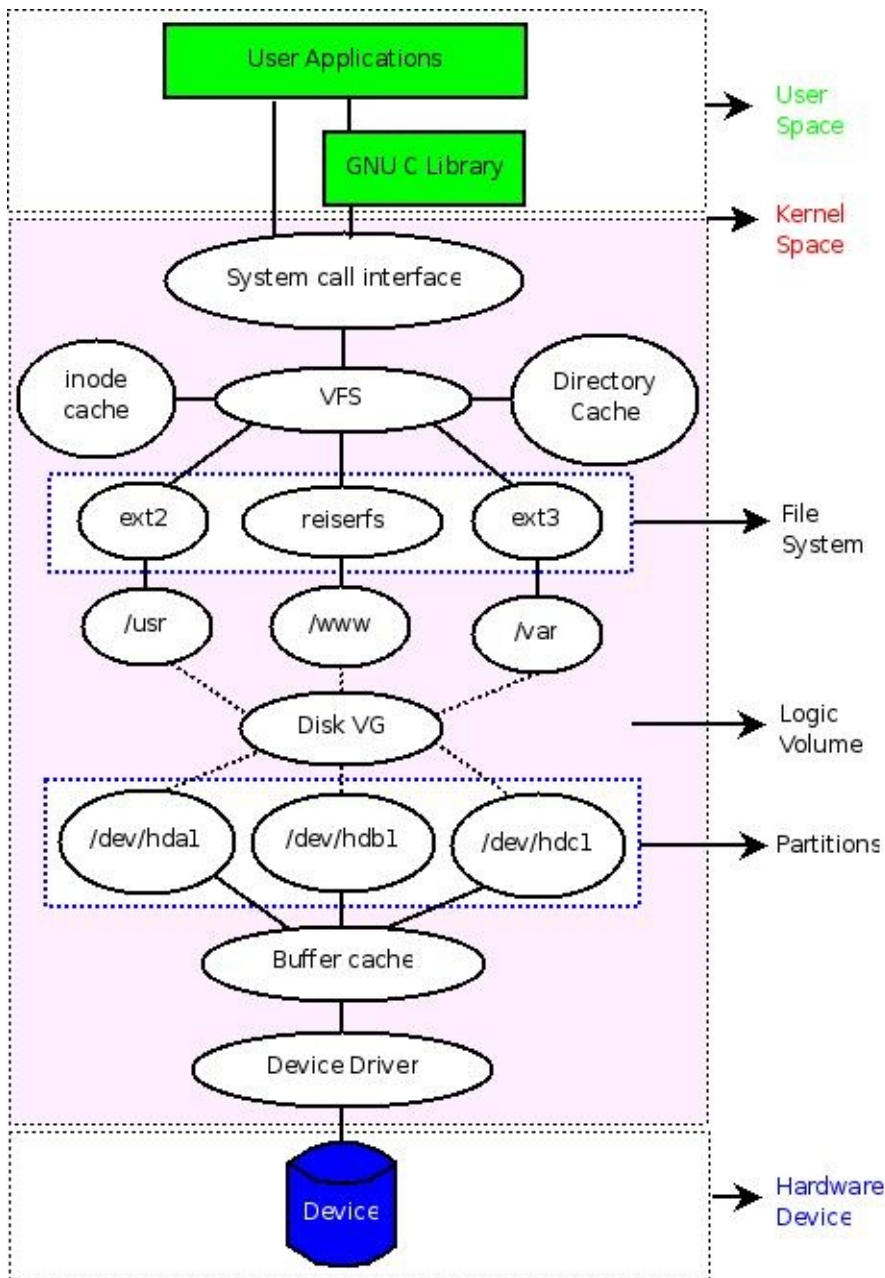 User Applications
User
Space
GNU C Library
Kernel
Space
System call interface
inode
cache
VFS
Directory
Cache
ext2
reiserfs
ext3
File
System
/usr
/www
/var
Disk VG
Logic
Volume
/dev/hda1
/dev/hdb1
/dev/hdc1
Partitions
Buffer cache
Device Driver
Device
Hardware
Device